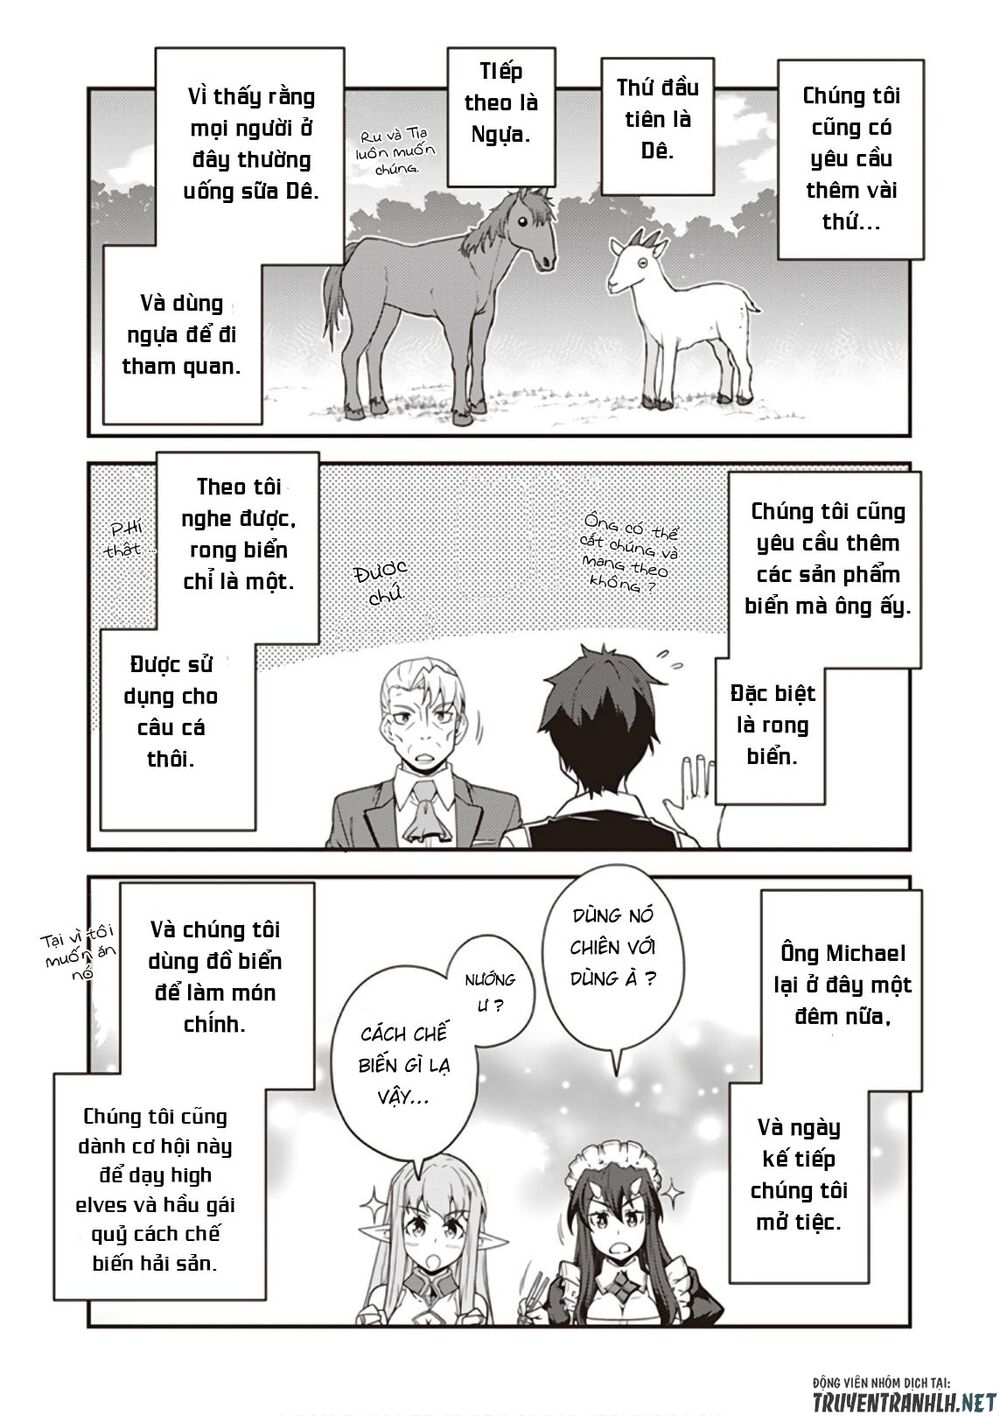 Chúng tôi
cũng có
yêu cầu
thêm vài
thứ...
Thứ đầu
tiên là
Dê.
TIếp
theo là
Ngựa.
Ru và Tia
luôn muốn
chúng.
Vì thấy rằng
mọi người ở
đây thường
uống sữa Dê.
Và dùng
ngựa để đi
tham quan.
Chúng tôi cũng
yêu cầu thêm
các sản phẩm
biển mà ông ấy.
Đặc biệt
là rong
biển.
Ông có thể
cắt chúng và
mang theo
không ?
Được
chứ
Theo tôi
nghe được,
rong biển
chỉ là một.
Phí
thật...
Được sử
dụng cho
câu cá
thôi.
Ông Michael
lại ở đây một
đêm nữa,
Và ngày
kế tiếp
chúng tôi
mở tiệc.
DÙNG NÓ
CHIÊN VỚI
DÙNG À ?
NƯỚNG
Ư ?
CÁCH CHẾ
BIẾN GÌ LẠ
VẬY...
Và chúng tôi
dùng đồ biển
để làm món
chính.
Tại vì tôi
muốn ăn
nó
Chúng tôi cũng
dành cơ hội này
để dạy high
elves và hầu gái
quỷ cách chế
biến hải sản.
ĐỘNG VIÊN NHÓM DỊCH TẠI:
TRUYENTRANHLH.NET